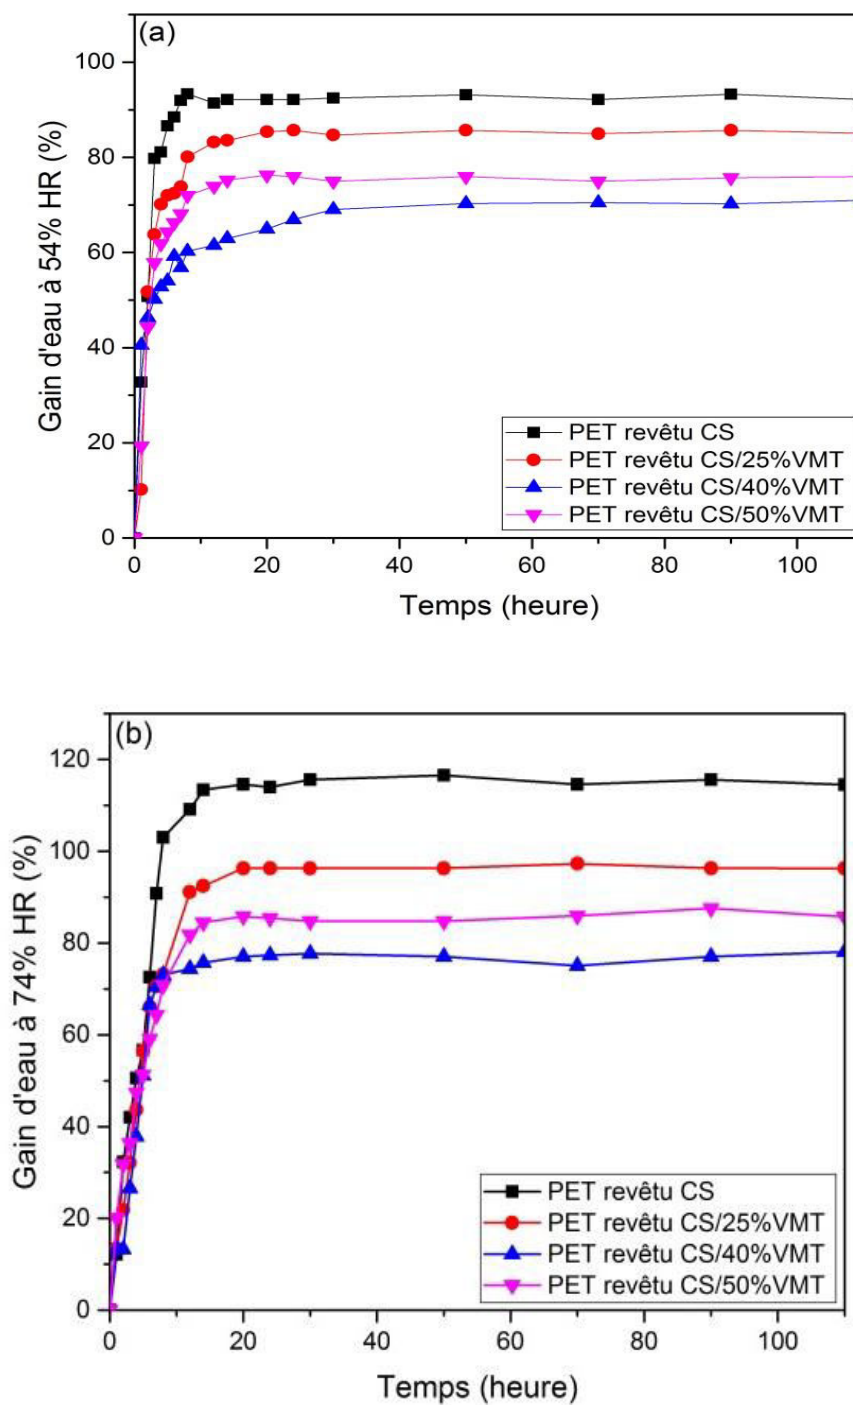 (a)
100
80
60
40
20
0
Gain d'eau à 54% HR (%)
PET revêtu CS
PET revêtu CS/25%VMT
PET revêtu CS/40%VMT
PET revêtu CS/50%VMT
0 20 40 60 80 100
Temps (heure)
(b)
120
100
80
60
40
20
0
Gain d'eau à 74% HR (%)
PET revêtu CS
PET revêtu CS/25%VMT
PET revêtu CS/40%VMT
PET revêtu CS/50%VMT
0 20 40 60 80 100
Temps (heure)